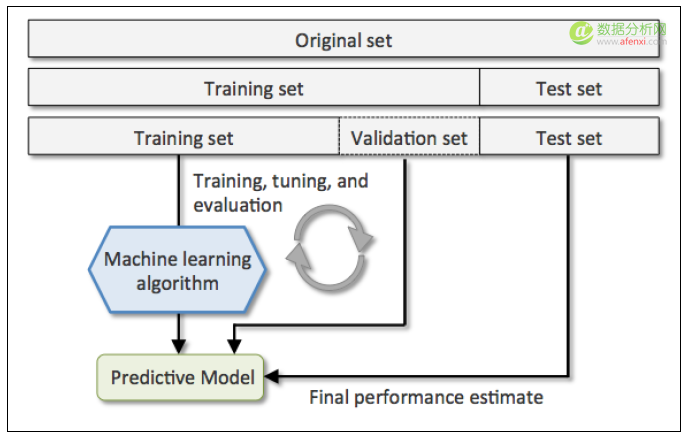 Original set
数据分析网
www.afenxi.com
Training set
Test set
Training set
Validation set
Test set
Training, tuning, and
evaluation
Machine learning
algorithm
Predictive Model
Final performance estimate